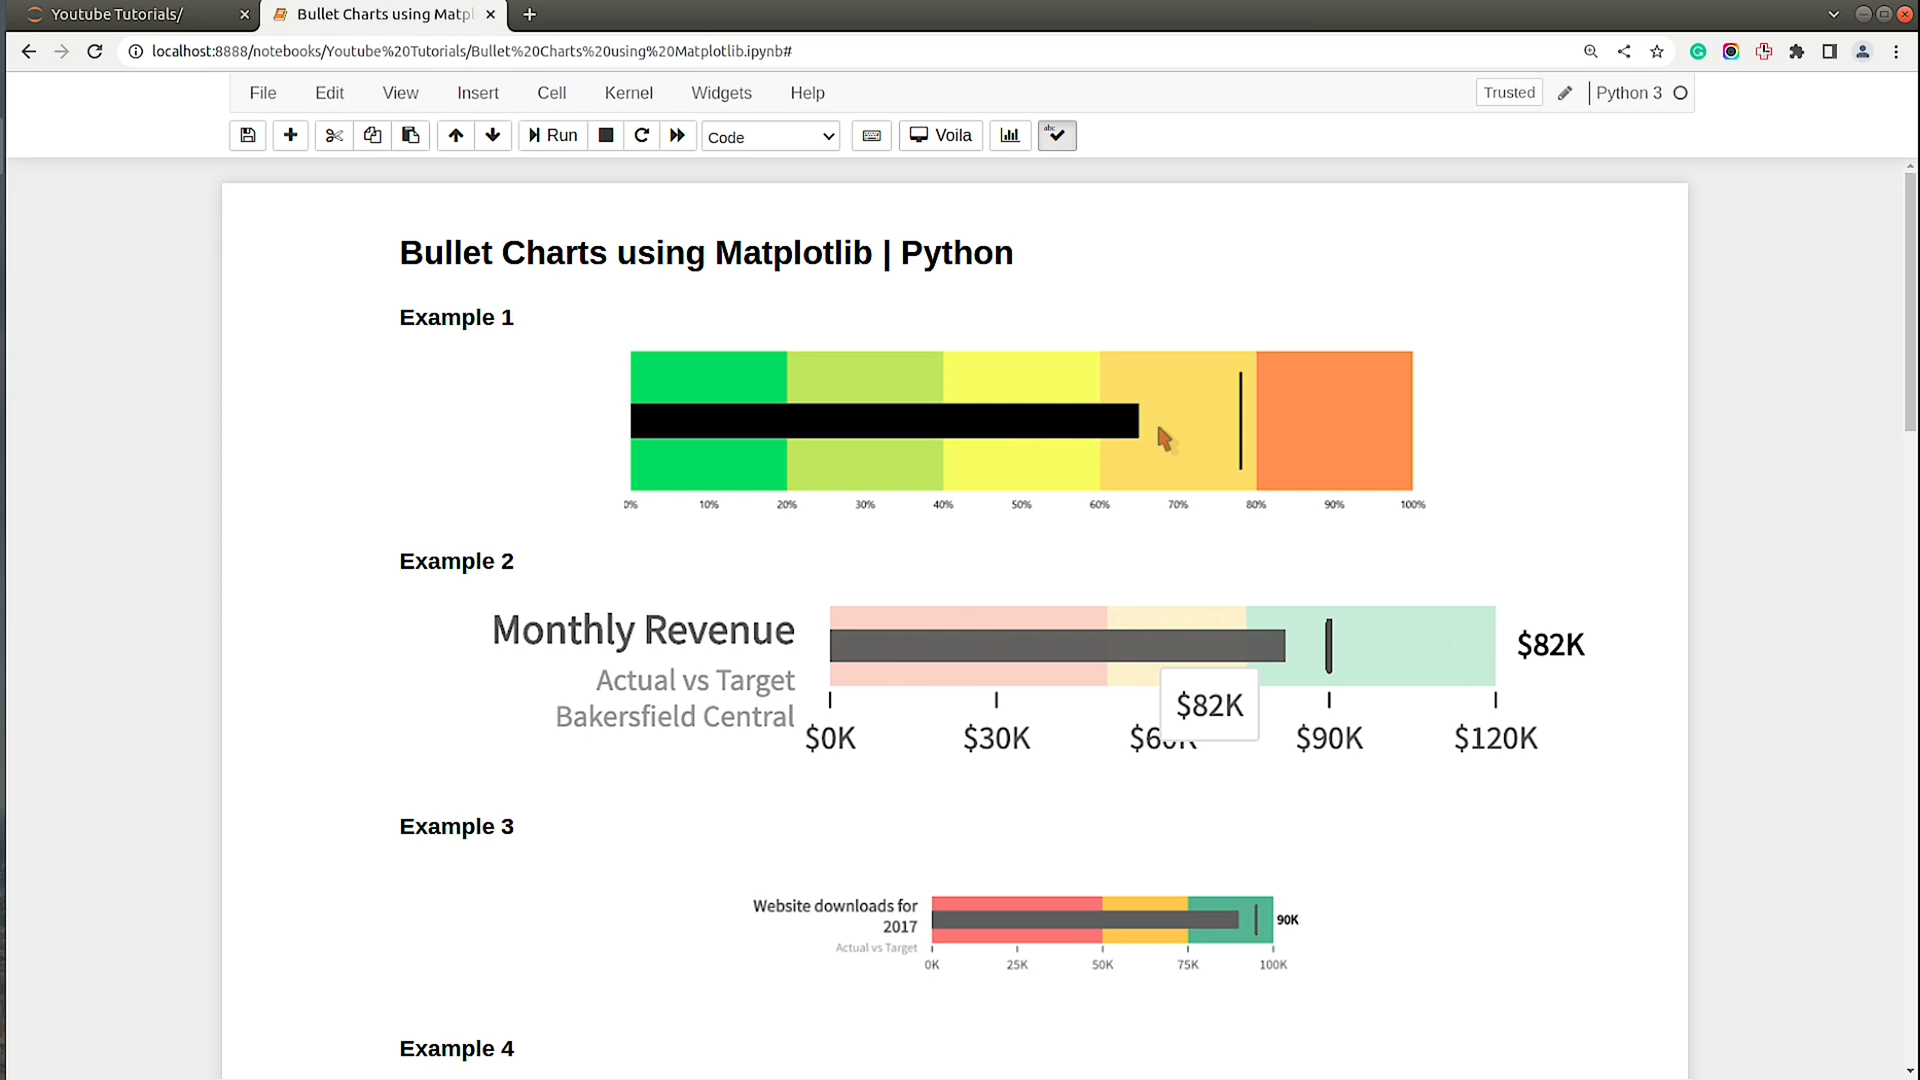 Youtube Tutorials/
Bullet Charts using Matpl
localhost:8888/notebooks/Youtube%20Tutorials/Bullet%20Charts%20using%20Matplotlib.ipynb#
File Edit View Insert Cell Kernel Widgets Help
Trusted Python 3
Run Code Voila abc
Bullet Charts using Matplotlib | Python
Example 1
0% 10% 20% 30% 40% 50% 60% 70% 80% 90% 100%
Example 2
Monthly Revenue
$82K
Actual vs Target
$82K
Bakersfield Central
$0K $30K $60K $90K $120K
Example 3
Website downloads for
2017
90K
Actual vs Target
0K 25K 50K 75K 100K
Example 4